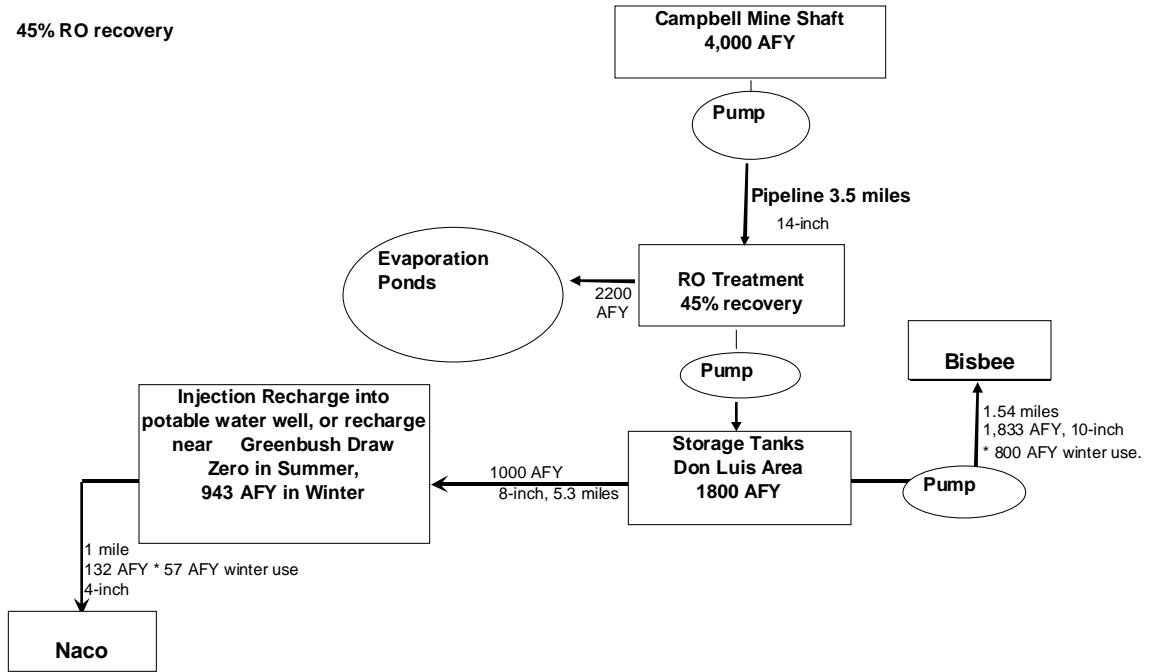 45% RO recovery
Campbell Mine Shaft
4,000 AFY
Pump
Pipeline 3.5 miles
14-inch
Evaporation
Ponds
2200
AFY
RO Treatment
45% recovery
Pump
Bisbee
1.54 miles
1,833 AFY, 10-inch
* 800 AFY winter use.
Pump
Storage Tanks
Don Luis Area
1800 AFY
1000 AFY
8-inch, 5.3 miles
Injection Recharge into
potable water well, or recharge
near Greenbush Draw
Zero in Summer,
943 AFY in Winter
1 mile
132 AFY * 57 AFY winter use
4-inch
Naco